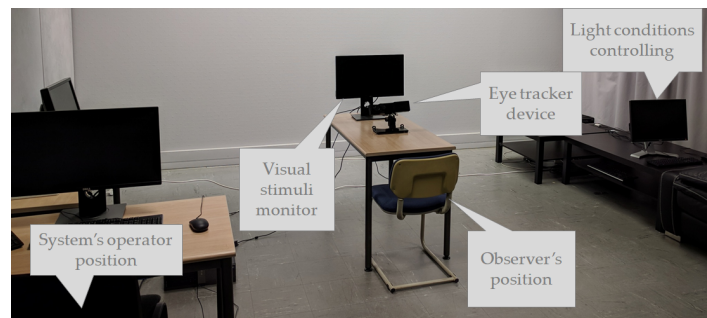 Light conditions
controlling
Eye tracker
device
Visual
stimuli
monitor
System's operator
position
Observer's
position